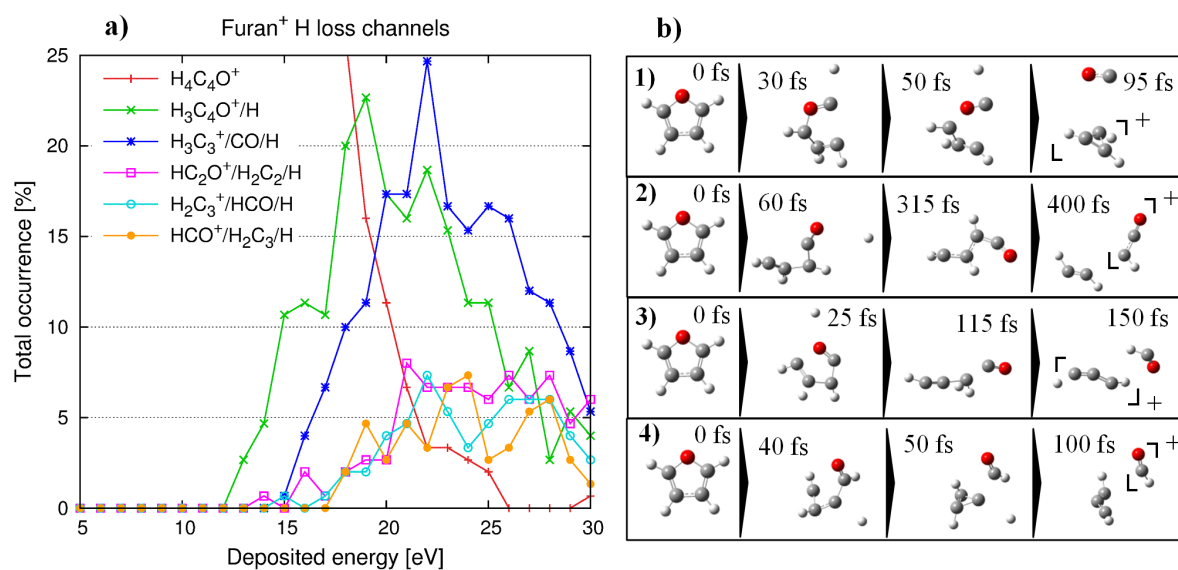 a)
Furan⁺ H loss channels
Total occurrence [%]
25
20
15
10
5
0
H₄C₄O⁺
H₃C₄O⁺/H
H₃C₃⁺/CO/H
HC₂O⁺/H₂C₂/H
H₂C₃⁺/HCO/H
HCO⁺/H₂C₃/H
5 10 15 20 25 30
Deposited energy [eV]
b)
1) 0 fs 30 fs 50 fs 95 fs
+
2) 0 fs 60 fs 315 fs 400 fs
+
3) 0 fs 25 fs 115 fs 150 fs
+
4) 0 fs 40 fs 50 fs 100 fs
+